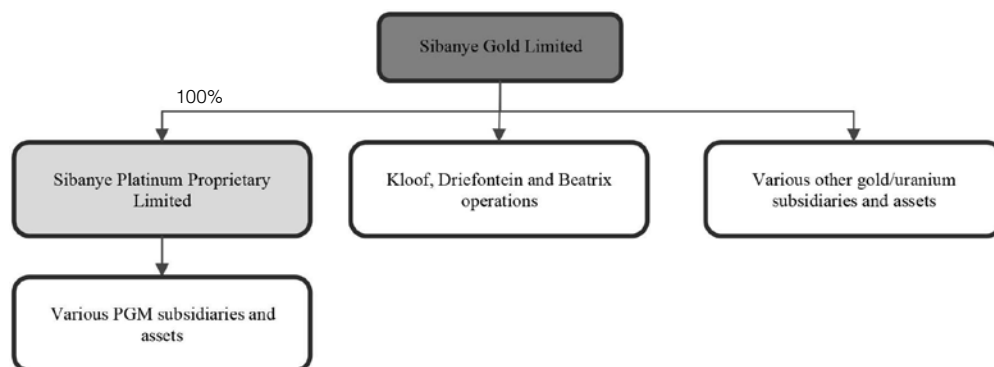 Sibanye Gold Limited
100%
Sibanye Platinum Proprietary
Limited
Kloof, Driefontein and Beatrix
operations
Various other gold/uranium
subsidiaries and assets
Various PGM subsidiaries and
assets